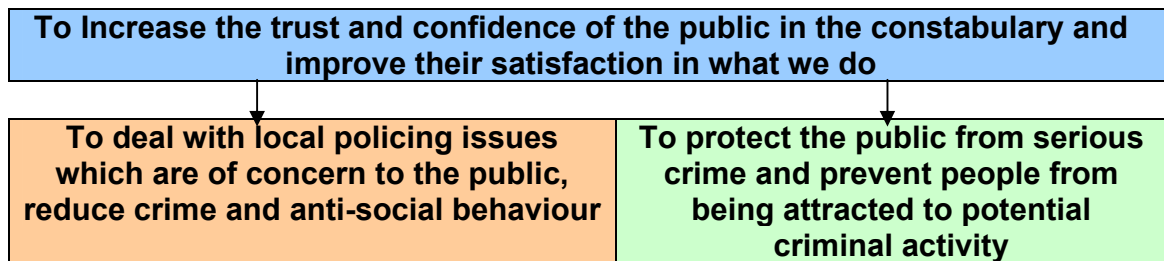 To Increase the trust and confidence of the public in the constabulary and
improve their satisfaction in what we do
To deal with local policing issues
which are of concern to the public,
reduce crime and anti-social behaviour
To protect the public from serious
crime and prevent people from
being attracted to potential
criminal activity